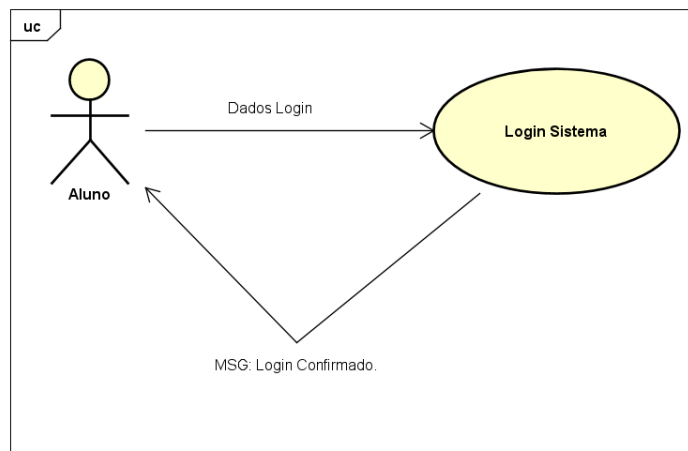 uc
Dados Login
Login Sistema
Aluno
MSG: Login Confirmado.